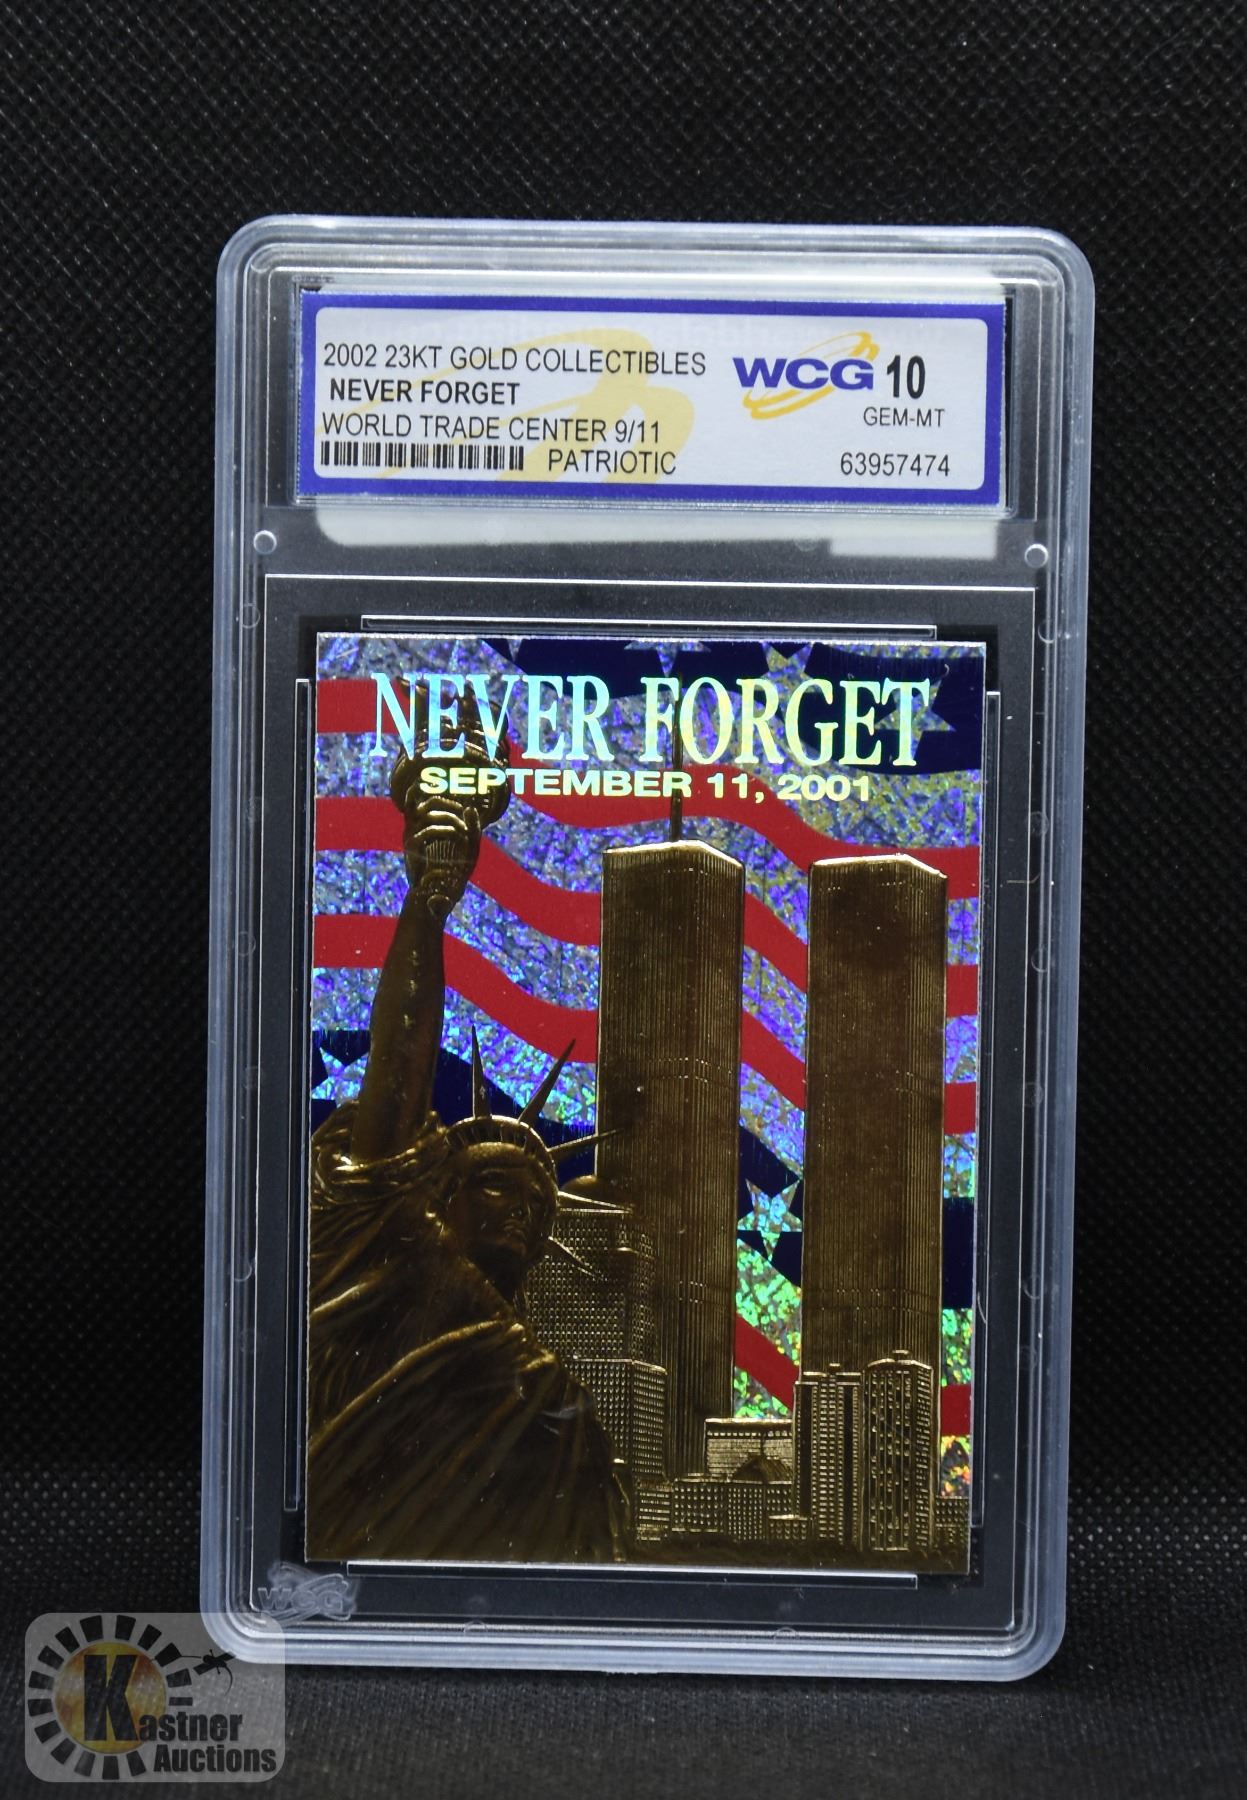 2002 23KT GOLD COLLECTIBLES
NEVER FORGET
WORLD TRADE CENTER 9/11
PATRIOTIC
WCG 10
GEM-MT
63957474
NEVER FORGET
SEPTEMBER 11, 2001
WCG
Kastner
Auctions